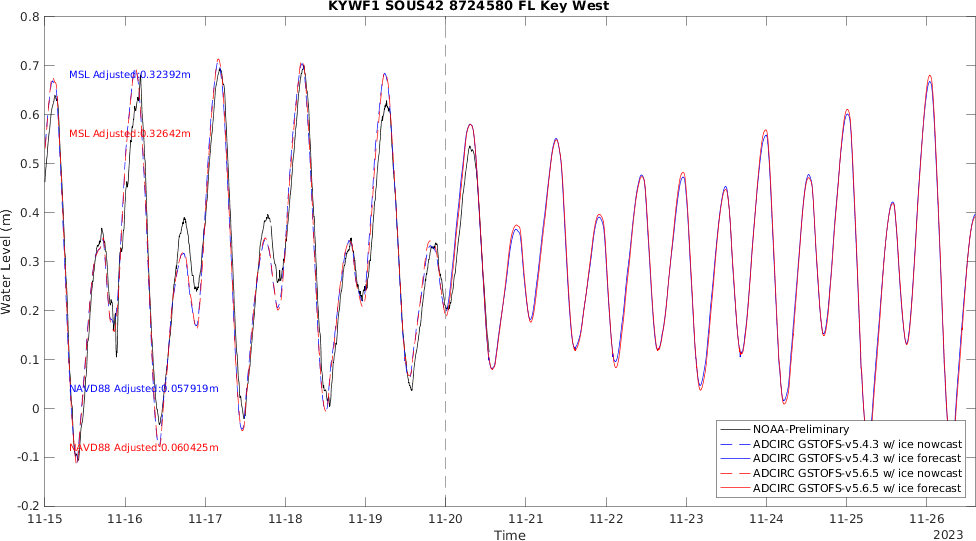 KYWF1 SOUS42 8724580 FL Key West
0.8
0.7
0.6
0.5
0.4
0.3
0.2
0.1
0
-0.1
-0.2
Water Level (m)
MSL Adjusted:0.32392m
MSL Adjusted:0.32642m
NAVD88 Adjusted:0.057919m
NAVD88 Adjusted:0.060425m
NOAA-Preliminary
ADCIRC GSTOFS-v5.4.3 w/ ice nowcast
ADCIRC GSTOFS-v5.4.3 w/ ice forecast
ADCIRC GSTOFS-v5.6.5 w/ ice nowcast
ADCIRC GSTOFS-v5.6.5 w/ ice forecast
11-15 11-16 11-17 11-18 11-19 11-20 11-21 11-22 11-23 11-24 11-25 11-26
Time
2023